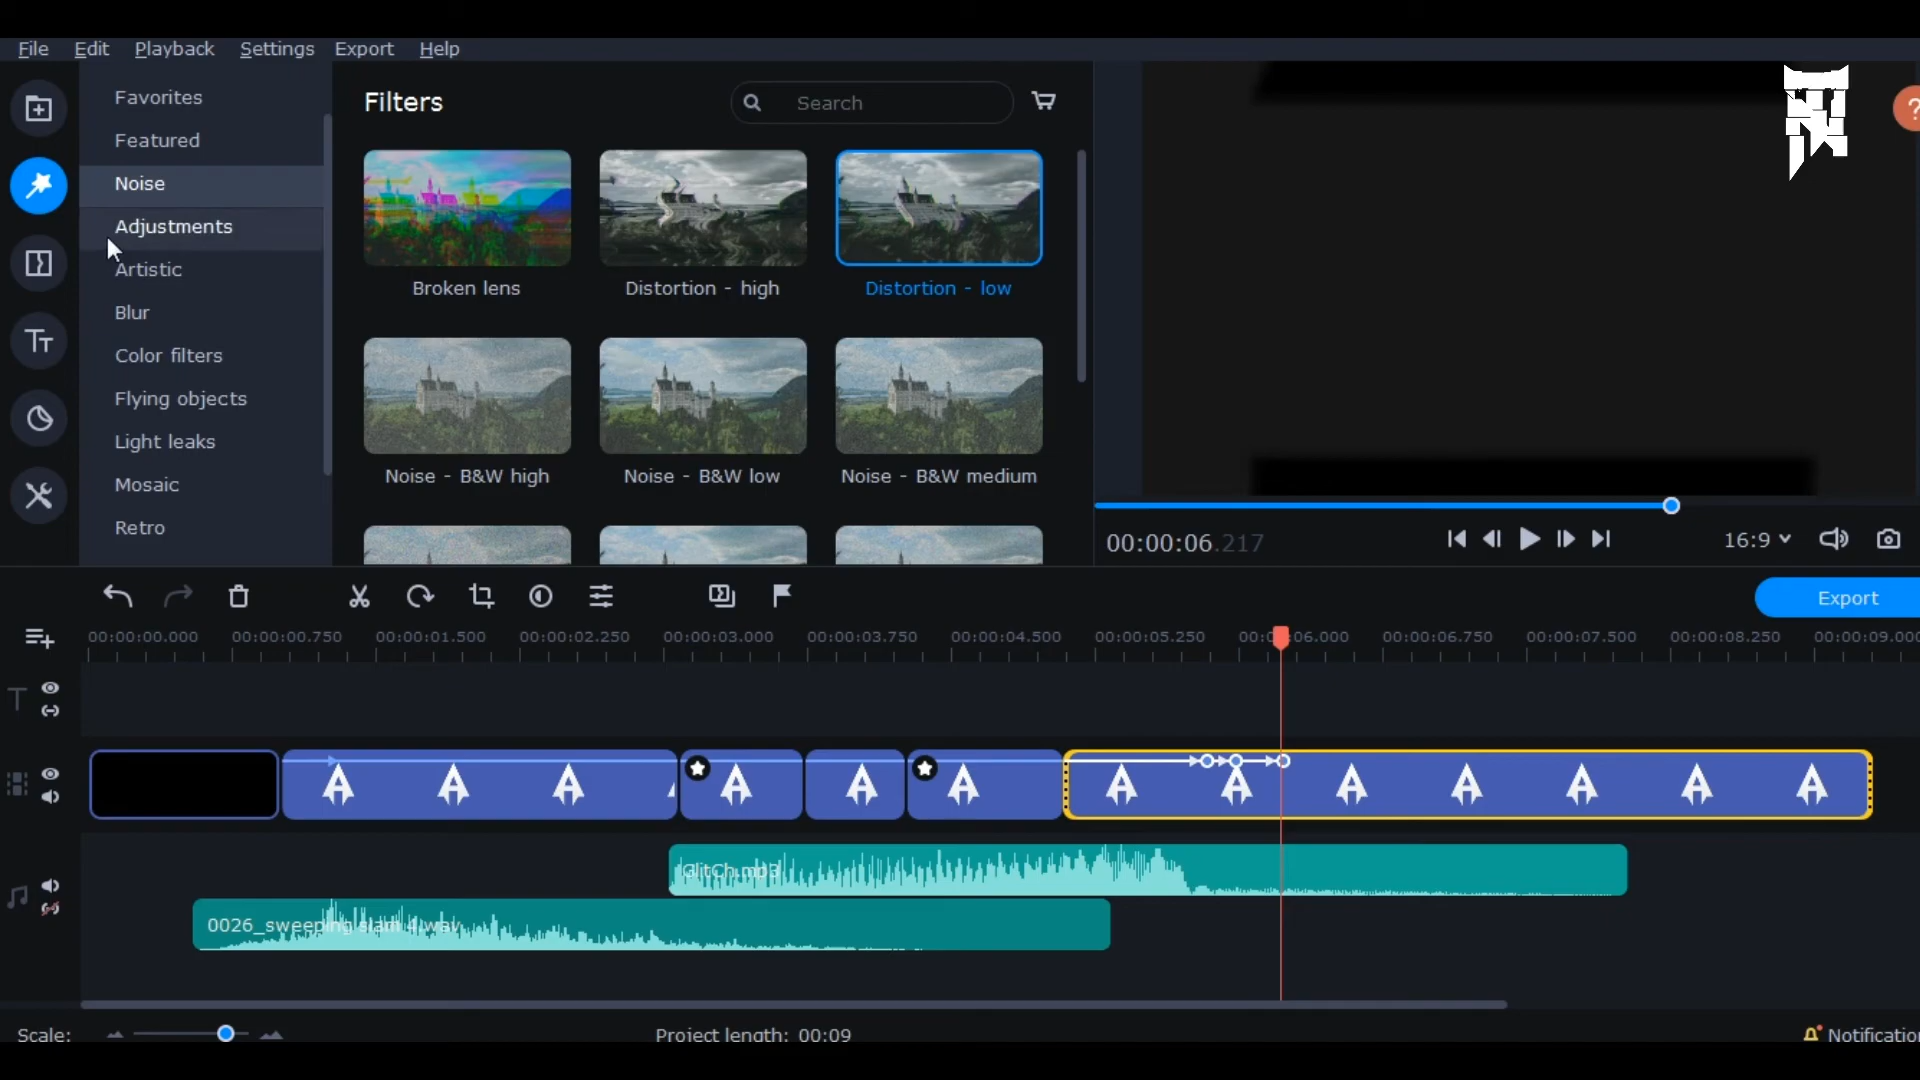 File Edit Playback Settings Export Help
Favorites
Featured
Noise
Adjustments
Artistic
Blur
Color filters
Flying objects
Light leaks
Mosaic
Retro
Filters
Search
Broken lens
Distortion - high
Distortion - low
Noise - B&W high
Noise - B&W low
Noise - B&W medium
?
00:00:06.217
16:9
Export
00:00:00.000 00:00:00.750 00:00:01.500 00:00:02.250 00:00:03.000 00:00:03.750 00:00:04.500 00:00:05.250 00:00:06.000 00:00:06.750 00:00:07.500 00:00:08.250 00:00:09.000
GlitCh.mp3
0026_sweeping slam 4.wav
Scale:
Project length: 00:09
Notification